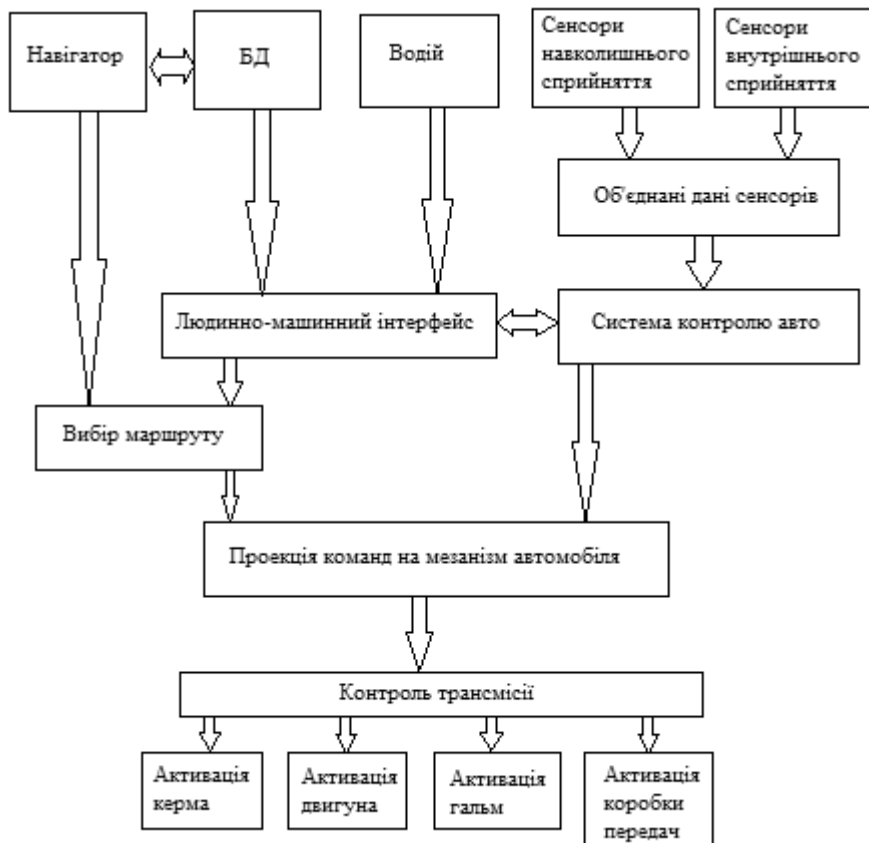 Навігатор
БД
Водій
Сенсори
навколишнього
сприйняття
Сенсори
внутрішнього
сприйняття
Об'єднані дані сенсорів
Людинно-машинний інтерфейс
Система контролю авто
Вибір маршруту
Проекція команд на мезанізм автомобіля
Контроль трансмісії
Активація
керма
Активація
двигуна
Активація
гальм
Активація
коробки
передач